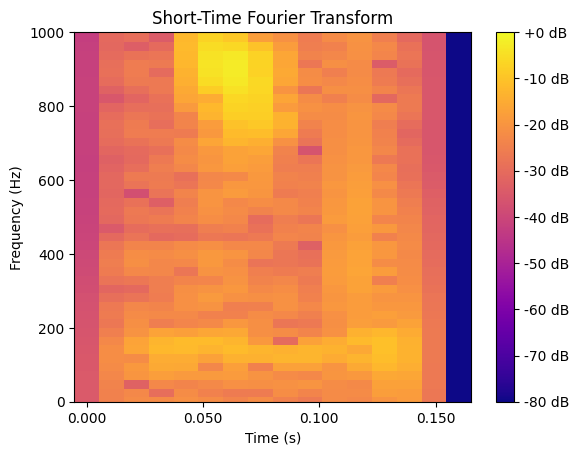 Short-Time Fourier Transform
1000
800
600
400
200
0
Frequency (Hz)
0.000
0.050
0.100
0.150
Time (s)
+0 dB
-10 dB
-20 dB
-30 dB
-40 dB
-50 dB
-60 dB
-70 dB
-80 dB